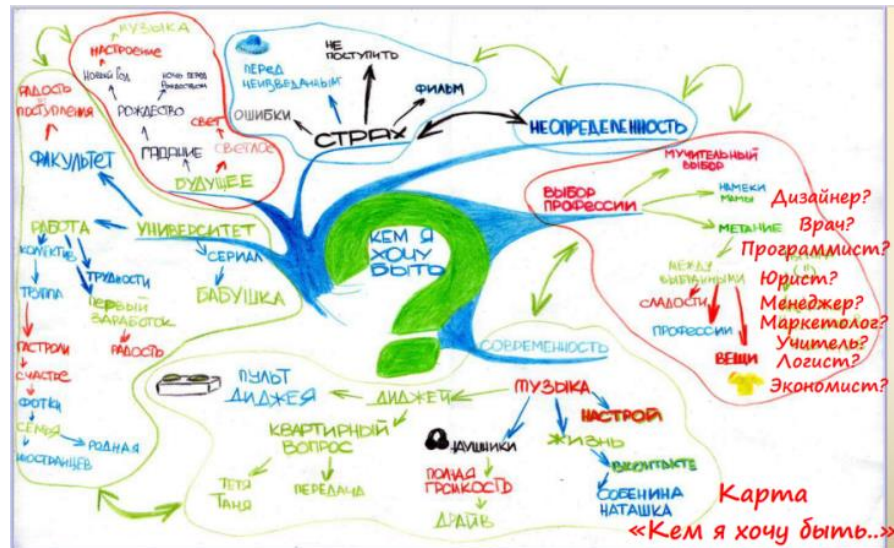 МУЗЫКА
НАСТРОЕНИЕ
НОВЫЙ ГОД
НОЧЬ ПЕРЕД
РОЖДЕСТВОМ
РОЖДЕСТВО
ГАДАНИЕ
СВЕТ
СВЕТЛОЕ
БУДУЩЕЕ
ПЕРЕД
НЕИЗВЕДАННЫМ
НЕ
ПОСТУПИТЬ
ФИЛЬМ
ОШИБКИ
СТРАХ
НЕОПРЕДЕЛЕННОСТЬ
РАДОСТЬ
ПОСТУПЛЕНИЯ
ФАКУЛЬТЕТ
УНИВЕРСИТЕТ
РАБОТА
СЕРИАЛ
БАБУШКА
ТРУДНОСТИ
ПЕРВЫЙ
ЗАРАБОТОК
РАДОСТЬ
ТРУППА
ГАСТРОЛИ
СЧАСТЬЕ
ФОТКИ
СЕМЬЯ
РОДНАЯ
ИНОСТРАНЦЕВ
КЕМ Я
ХОЧУ
БЫТЬ
ВЫБОР
ПРОФЕССИИ
МУЧИТЕЛЬНЫЙ
ВЫБОР
НАМЕКИ
МАМЫ
МЕТАНИЕ
МЕЖДУ
СЛАДОСТИ
ПРОФЕССИИ
ВЕЩИ
Дизайнер?
Врач?
Программист?
Юрист?
Менеджер?
Маркетолог?
Учитель?
Логист?
Экономист?
СОВРЕМЕННОСТЬ
МУЗЫКА
НАСТРОЙ
ДИДЖЕЙ
ПУЛЬТ
ДИДЖЕЯ
КВАРТИРНЫЙ
ВОПРОС
ТЕТЯ
ТАНЯ
ПЕРЕДАЧА
НАУШНИКИ
ПОЛНАЯ
ГРОМКОСТЬ
ДРАЙВ
ЖИЗНЬ
ВКОНТАКТЕ
СОБЕНИНА
НАТАШКА
Карта
«Кем я хочу быть..»